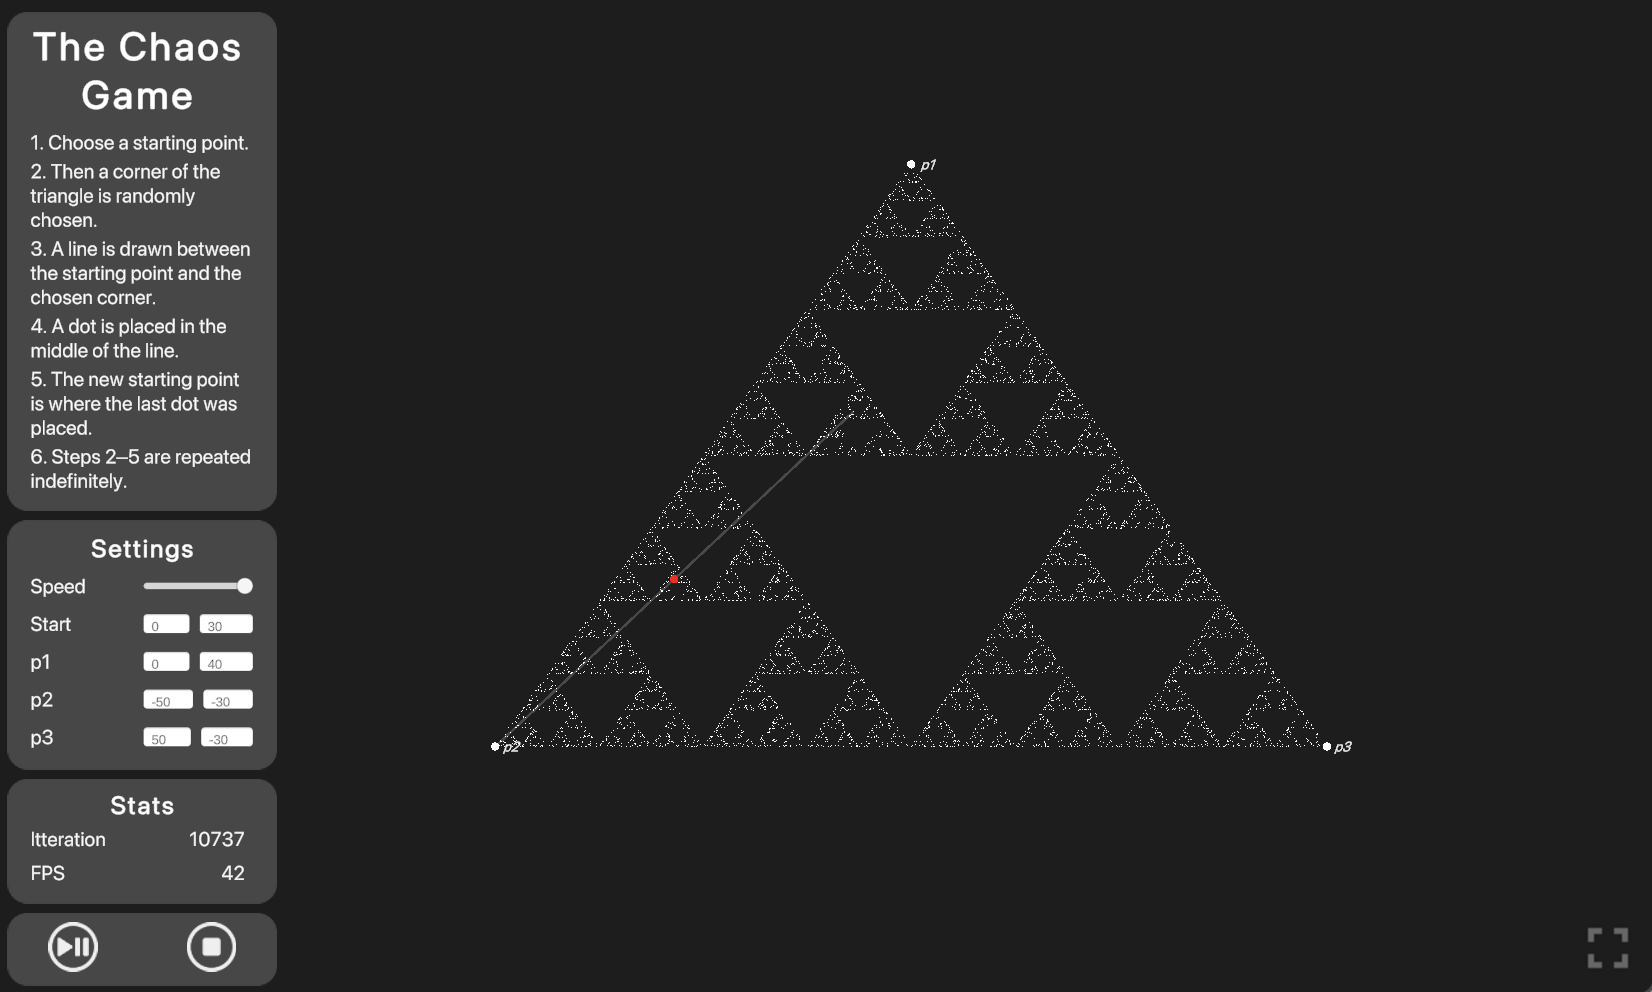 The Chaos
Game
1. Choose a starting point.
2. Then a corner of the
triangle is randomly
chosen.
3. A line is drawn between
the starting point and the
chosen corner.
4. A dot is placed in the
middle of the line.
5. The new starting point
is where the last dot was
placed.
6. Steps 2–5 are repeated
indefinitely.
Settings
Speed
Start 0 30
p1 0 40
p2 -50 -30
p3 50 -30
Stats
Itteration 10737
FPS 42
p1
p2
p3